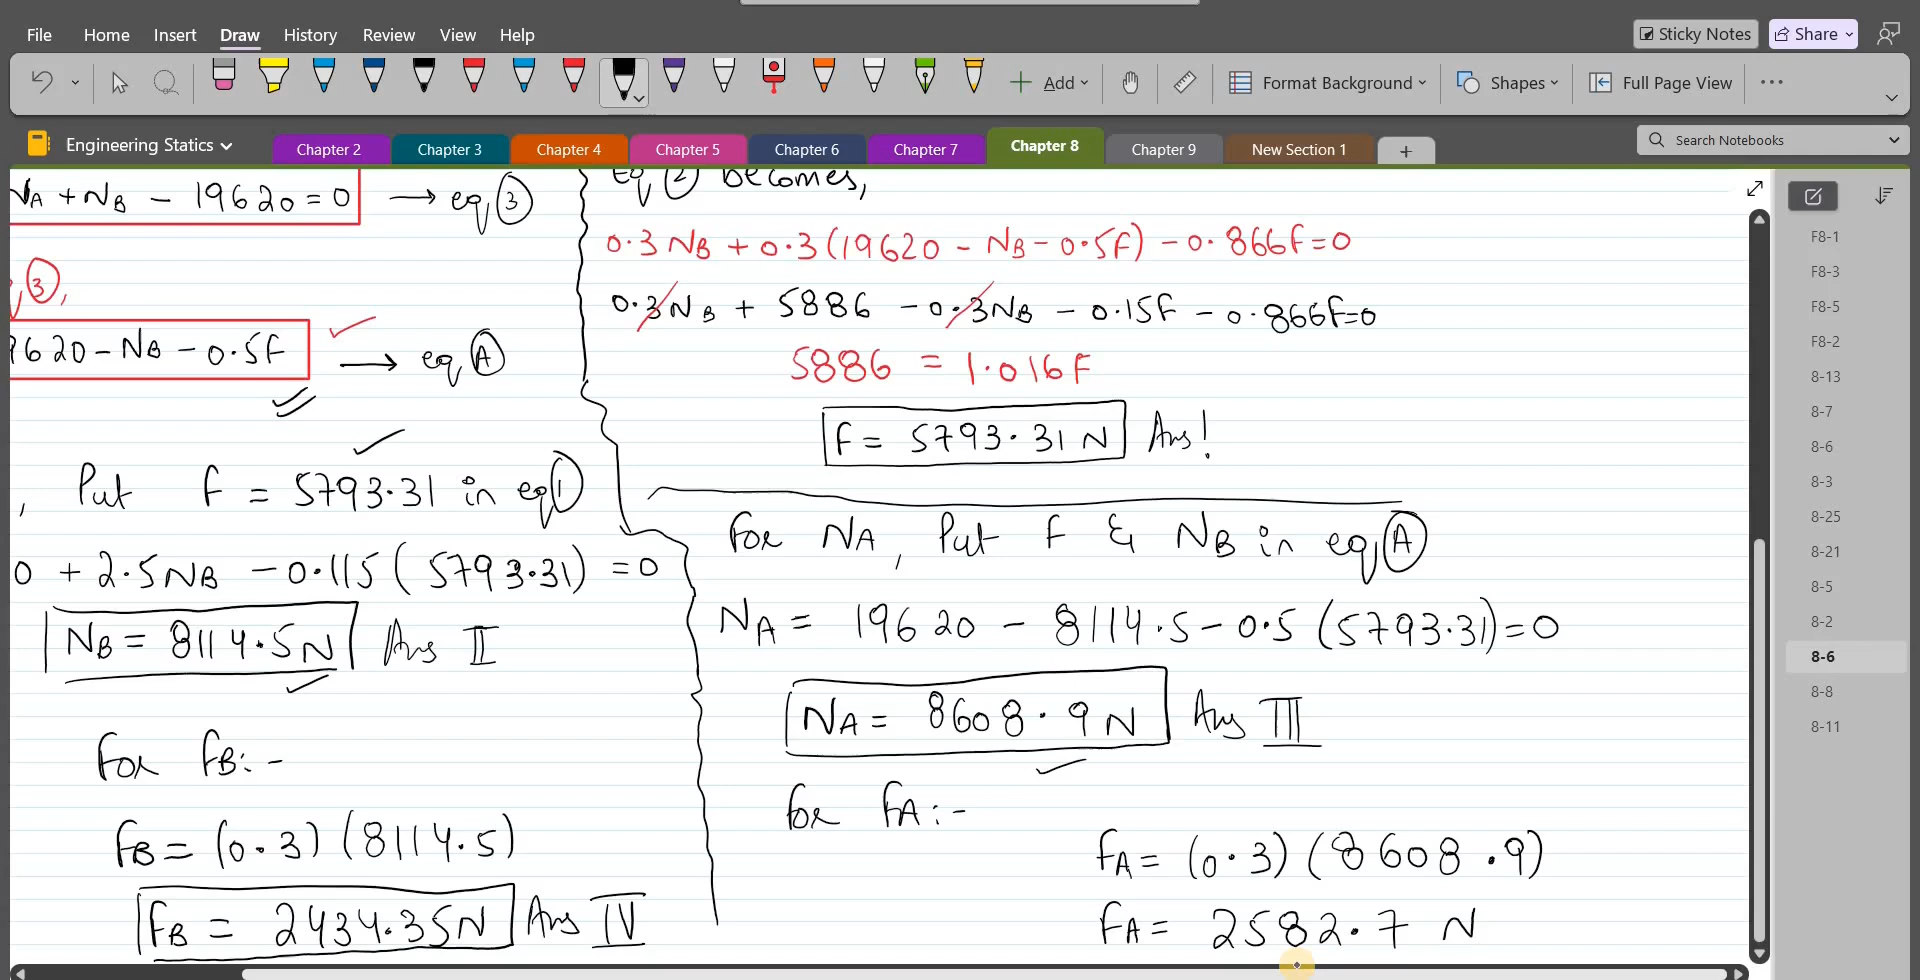 File Home Insert Draw History Review View Help
Sticky Notes Share
Add Format Background Shapes Full Page View
Engineering Statics
Chapter 2 Chapter 3 Chapter 4 Chapter 5 Chapter 6 Chapter 7 Chapter 8 Chapter 9 New Section 1 +
Search Notebooks
NA + NB - 19620 = 0 → eq ③
③,
9620 - NB - 0.5F → eq Ⓐ
, Put F = 5793.31 in eq ①
0 + 2.5NB - 0.115 (5793.31) = 0
NB = 8114.5N Ans II
For FB:-
FB = (0.3) (8114.5)
FB = 2434.35N Ans IV
Eq ② becomes,
0.3 NB + 0.3 (19620 - NB - 0.5F) - 0.866F = 0
0.3NB + 5886 - 0.3NB - 0.15F - 0.866F = 0
5886 = 1.016F
F = 5793.31 N Ans!
For NA, Put F & NB in eq Ⓐ
NA = 19620 - 8114.5 - 0.5 (5793.31) = 0
NA = 8608.9 N Ans III
For FA:-
FA = (0.3) (8608.9)
FA = 2582.7 N
F8-1
F8-3
F8-5
F8-2
8-13
8-7
8-6
8-3
8-25
8-21
8-5
8-2
8-6
8-8
8-11